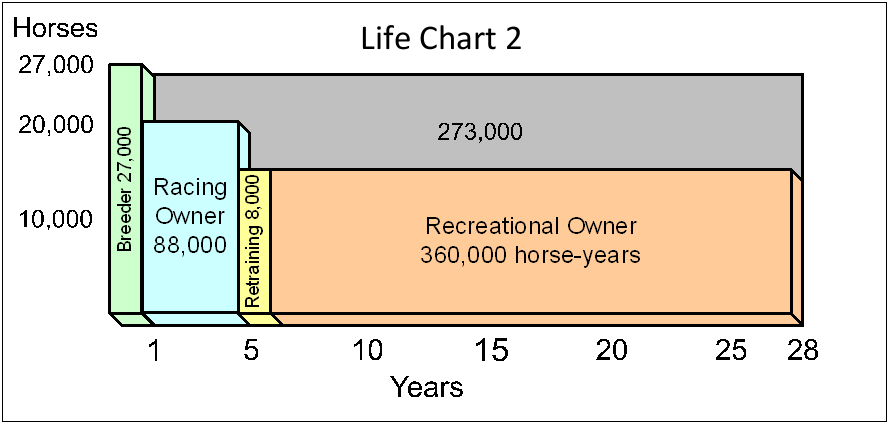 Horses
Life Chart 2
27,000
20,000
10,000
Breeder 27,000
Racing
Owner
88,000
Retraining 8,000
273,000
Recreational Owner
360,000 horse-years
1 5 10 15 20 25 28
Years